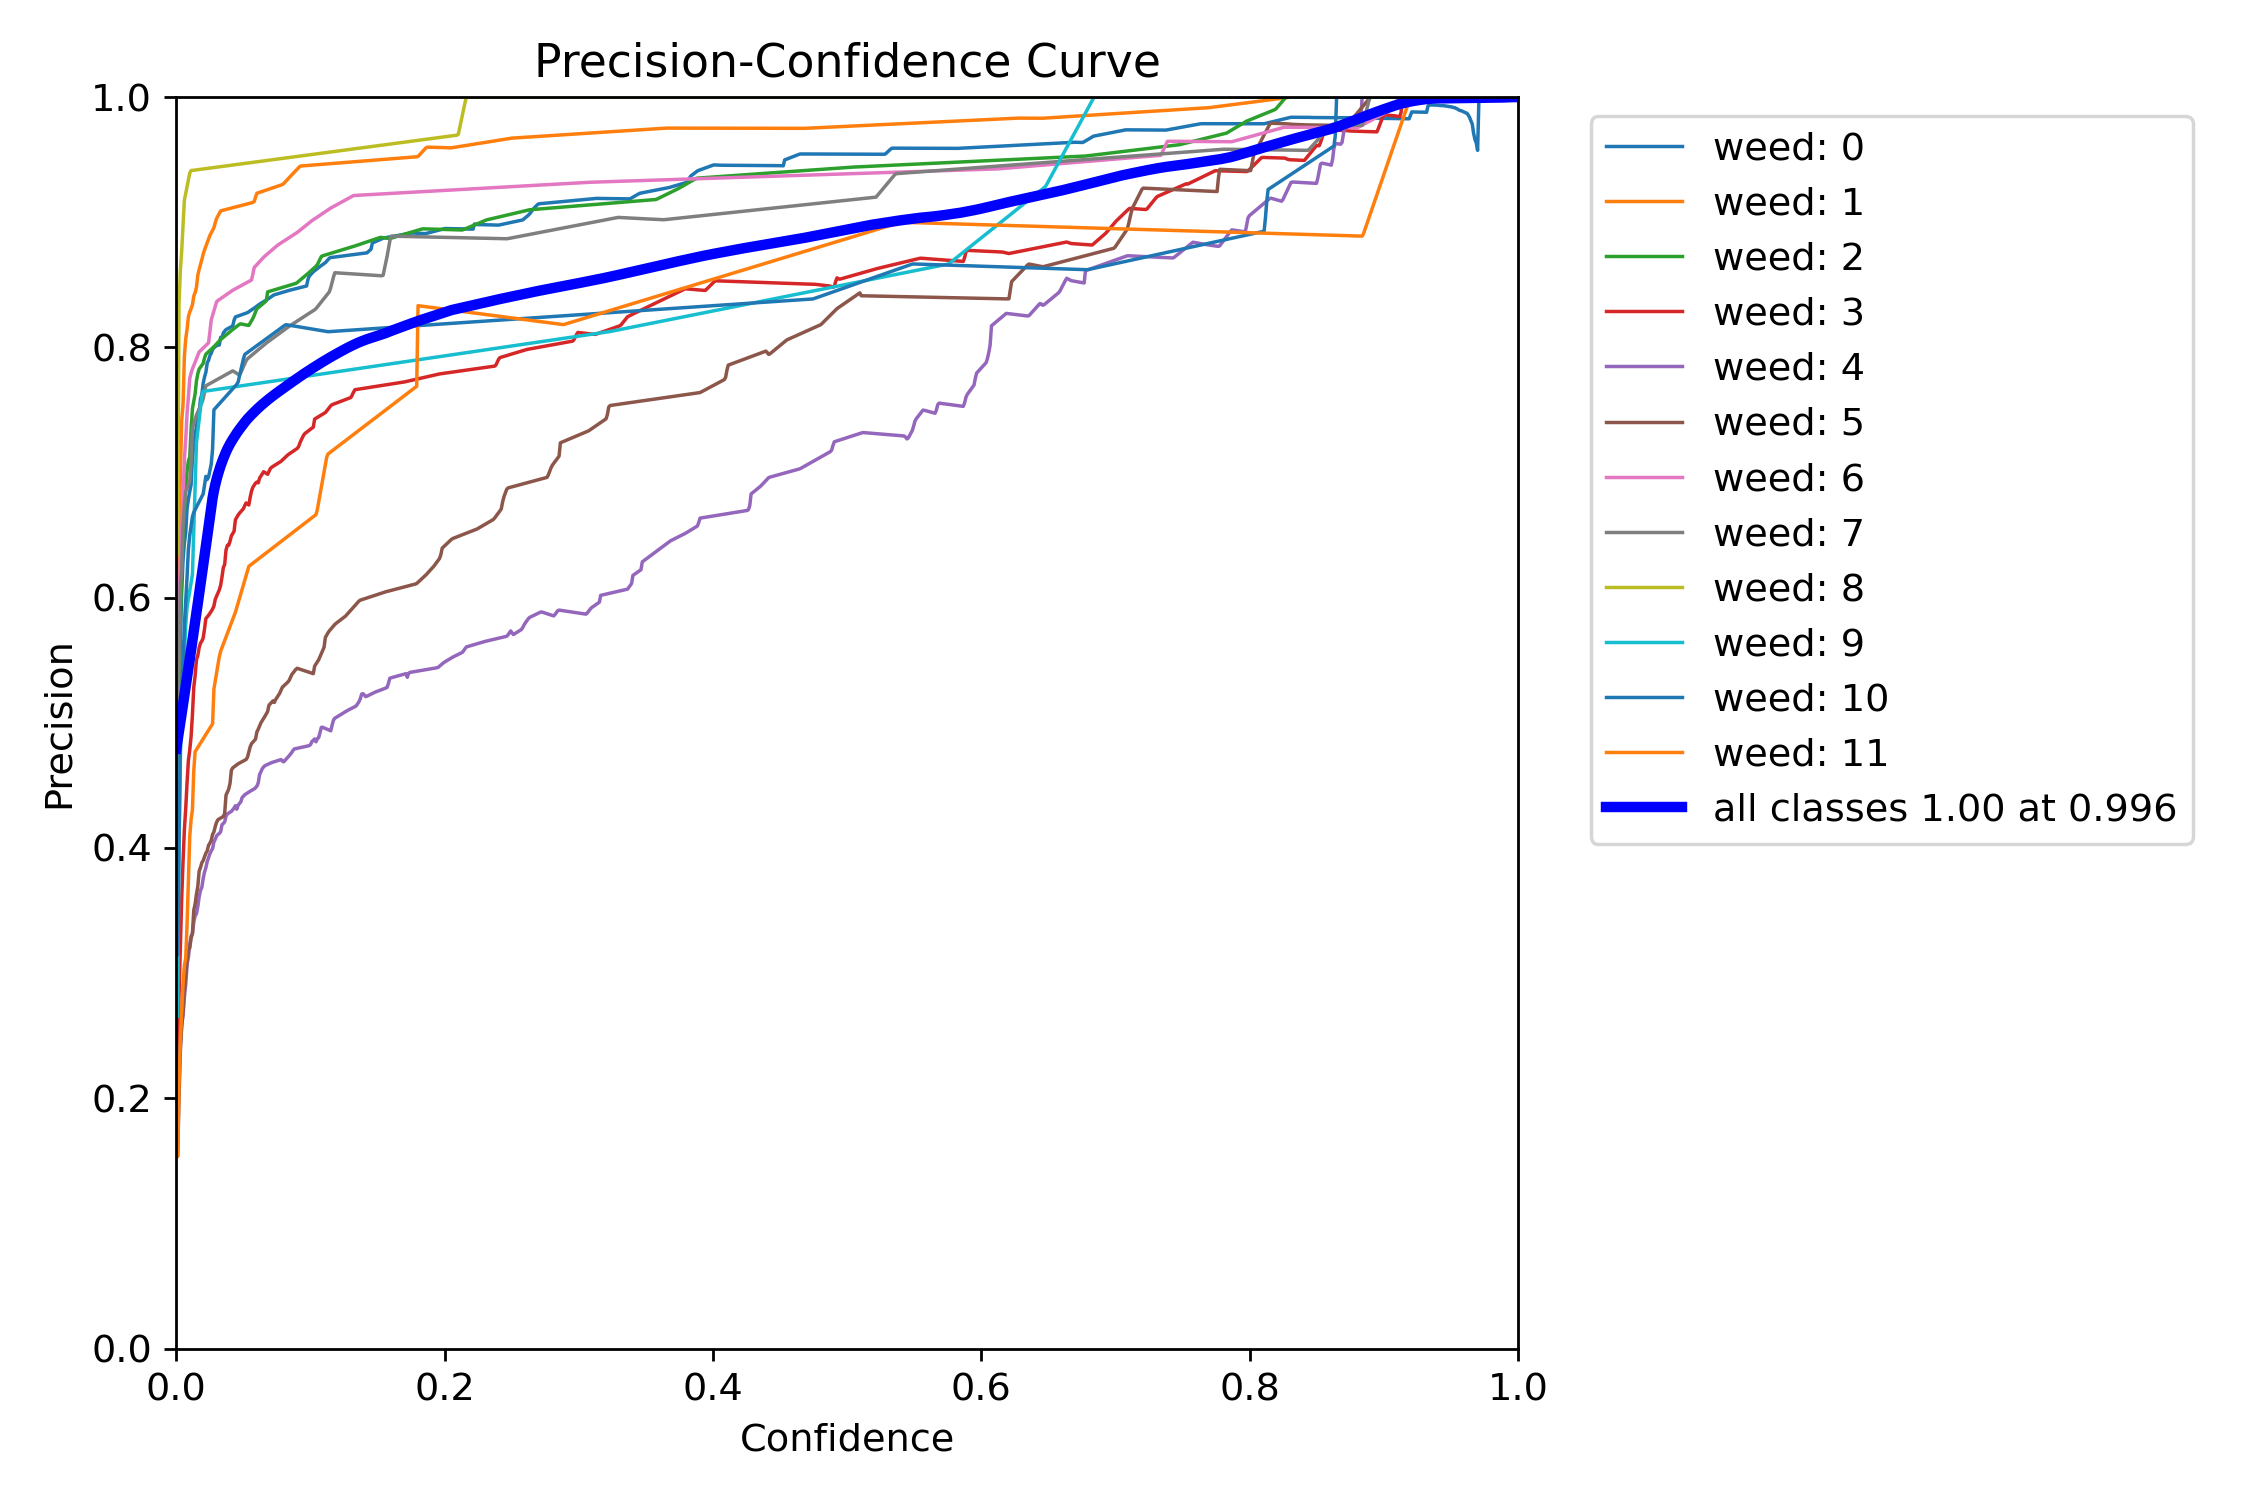 Precision-Confidence Curve
1.0
0.8
0.6
0.4
0.2
0.0
Precision
0.0 0.2 0.4 0.6 0.8 1.0
Confidence
weed: 0
weed: 1
weed: 2
weed: 3
weed: 4
weed: 5
weed: 6
weed: 7
weed: 8
weed: 9
weed: 10
weed: 11
all classes 1.00 at 0.996